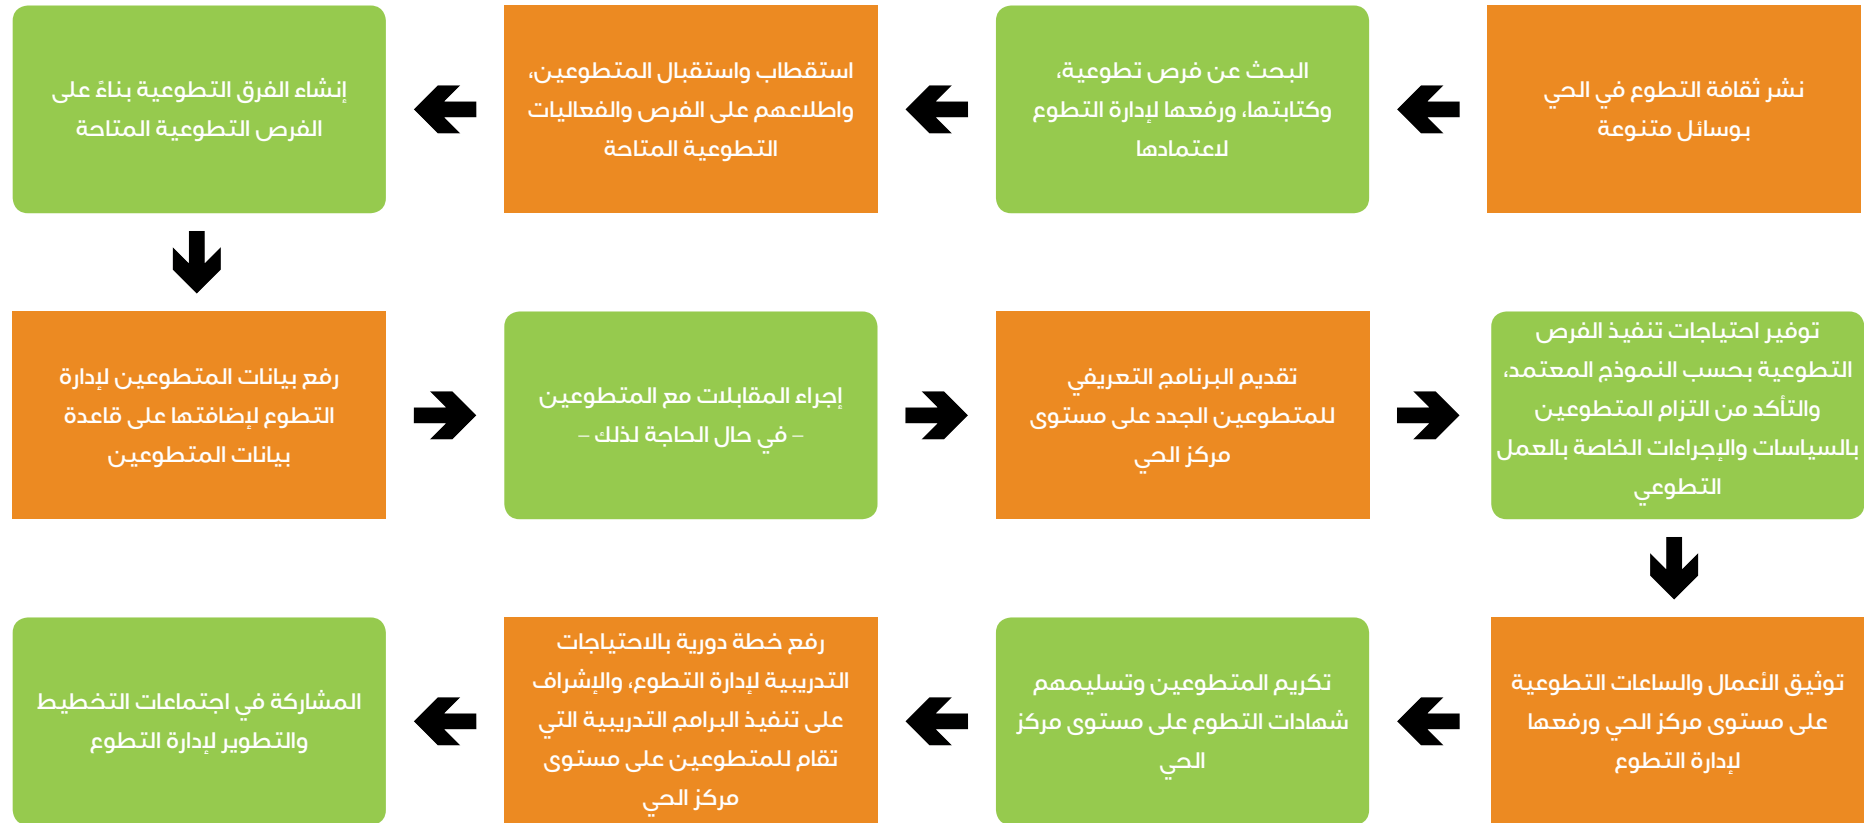 نشر ثقافة التطوع في الحي
بوسائل متنوعة
البحث عن فرص تطوعية،
وكتابتها، ورفعها لإدارة التطوع
لاعتمادها
استقطاب واستقبال المتطوعين،
واطلاعهم على الفرص والفعاليات
التطوعية المتاحة
إنشاء الفرق التطوعية بناءً على
الفرص التطوعية المتاحة
رفع بيانات المتطوعين لإدارة
التطوع لإضافتها على قاعدة
بيانات المتطوعين
إجراء المقابلات مع المتطوعين
– في حال الحاجة لذلك –
تقديم البرنامج التعريفي
للمتطوعين الجدد على مستوى
مركز الحي
توفير احتياجات تنفيذ الفرص
التطوعية بحسب النموذج المعتمد،
والتأكد من التزام المتطوعين
بالسياسات والإجراءات الخاصة بالعمل
التطوعي
توثيق الأعمال والساعات التطوعية
على مستوى مركز الحي ورفعها
لإدارة التطوع
تكريم المتطوعين وتسليمهم
شهادات التطوع على مستوى مركز
الحي
رفع خطة دورية بالاحتياجات
التدريبية لإدارة التطوع، والإشراف
على تنفيذ البرامج التدريبية التي
تقام للمتطوعين على مستوى
مركز الحي
المشاركة في اجتماعات التخطيط
والتطوير لإدارة التطوع